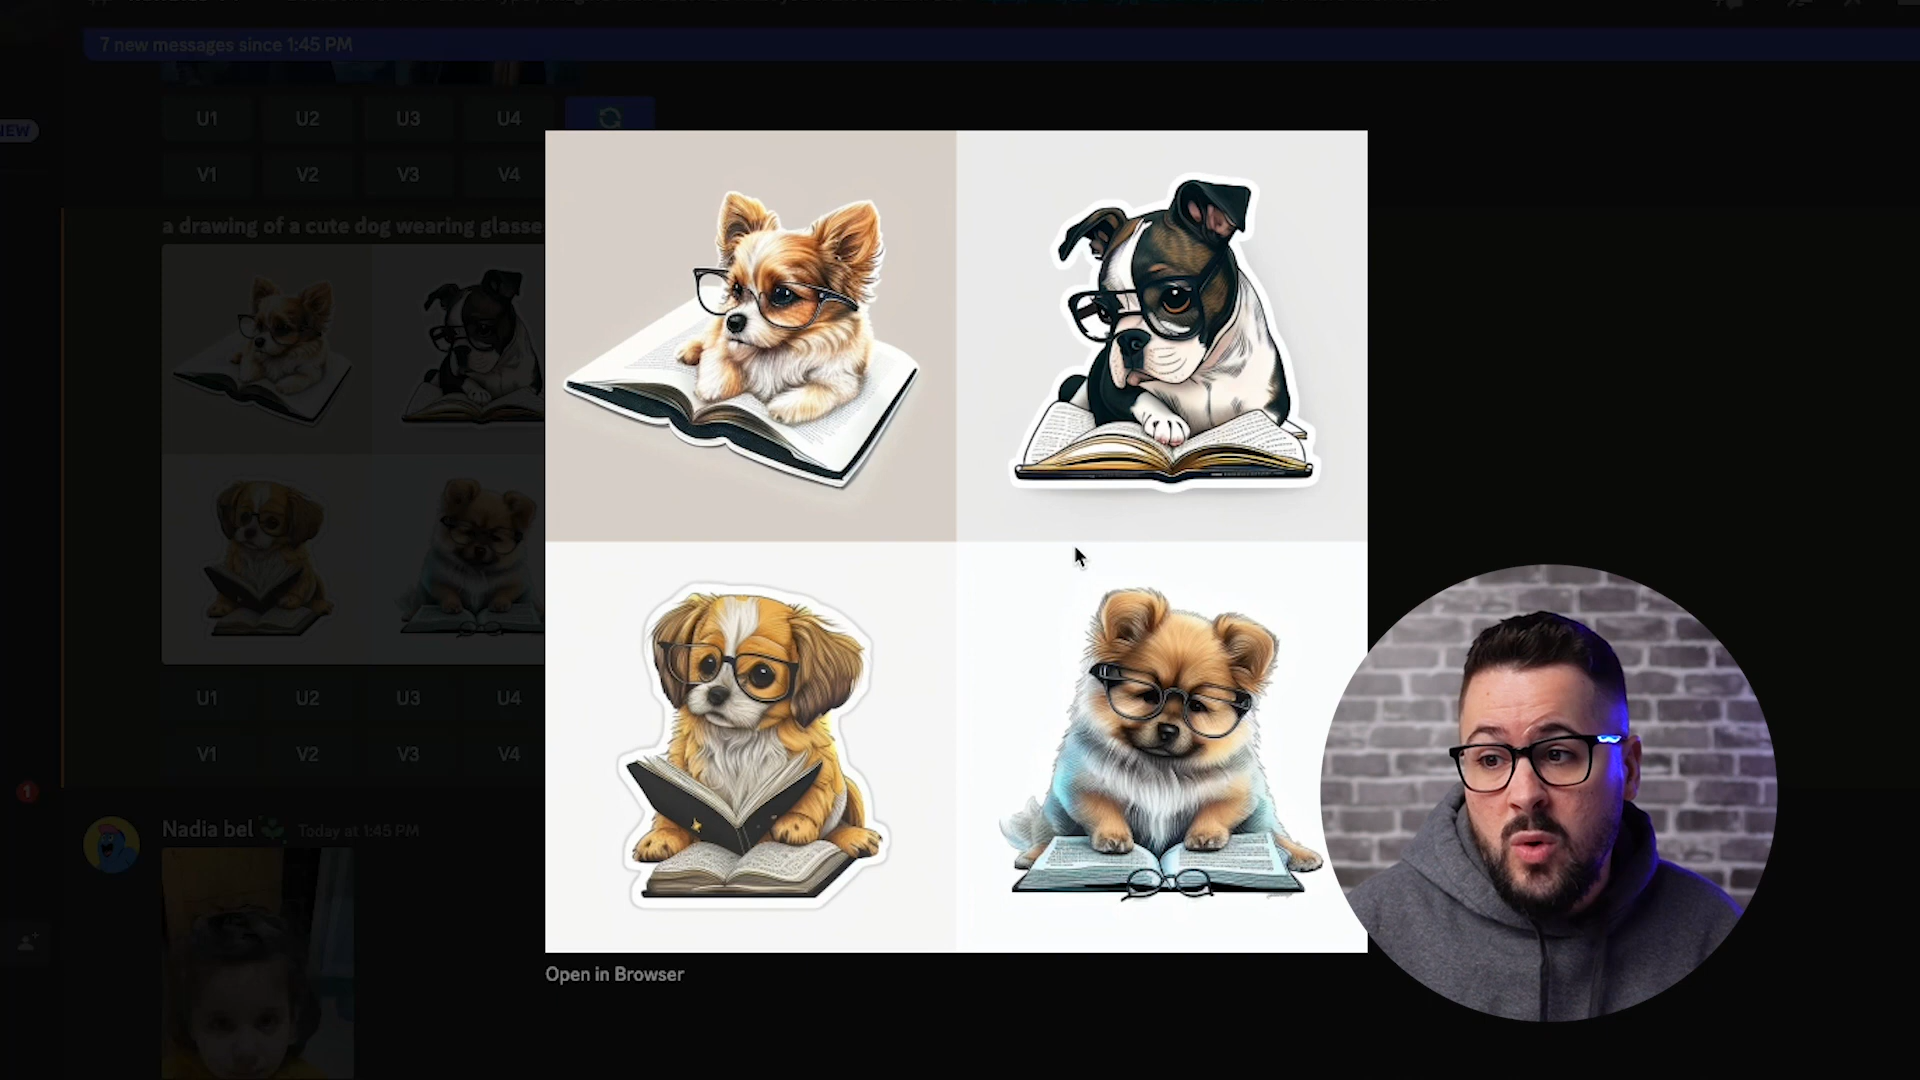 7 new messages since 1:45 PM
U1 U2 U3 U4
NEW
V1 V2 V3 V4
a drawing of a cute dog wearing glasse
U1 U2 U3 U4
V1 V2 V3 V4
1
Nadia bel Today at 1:45 PM
Open in Browser